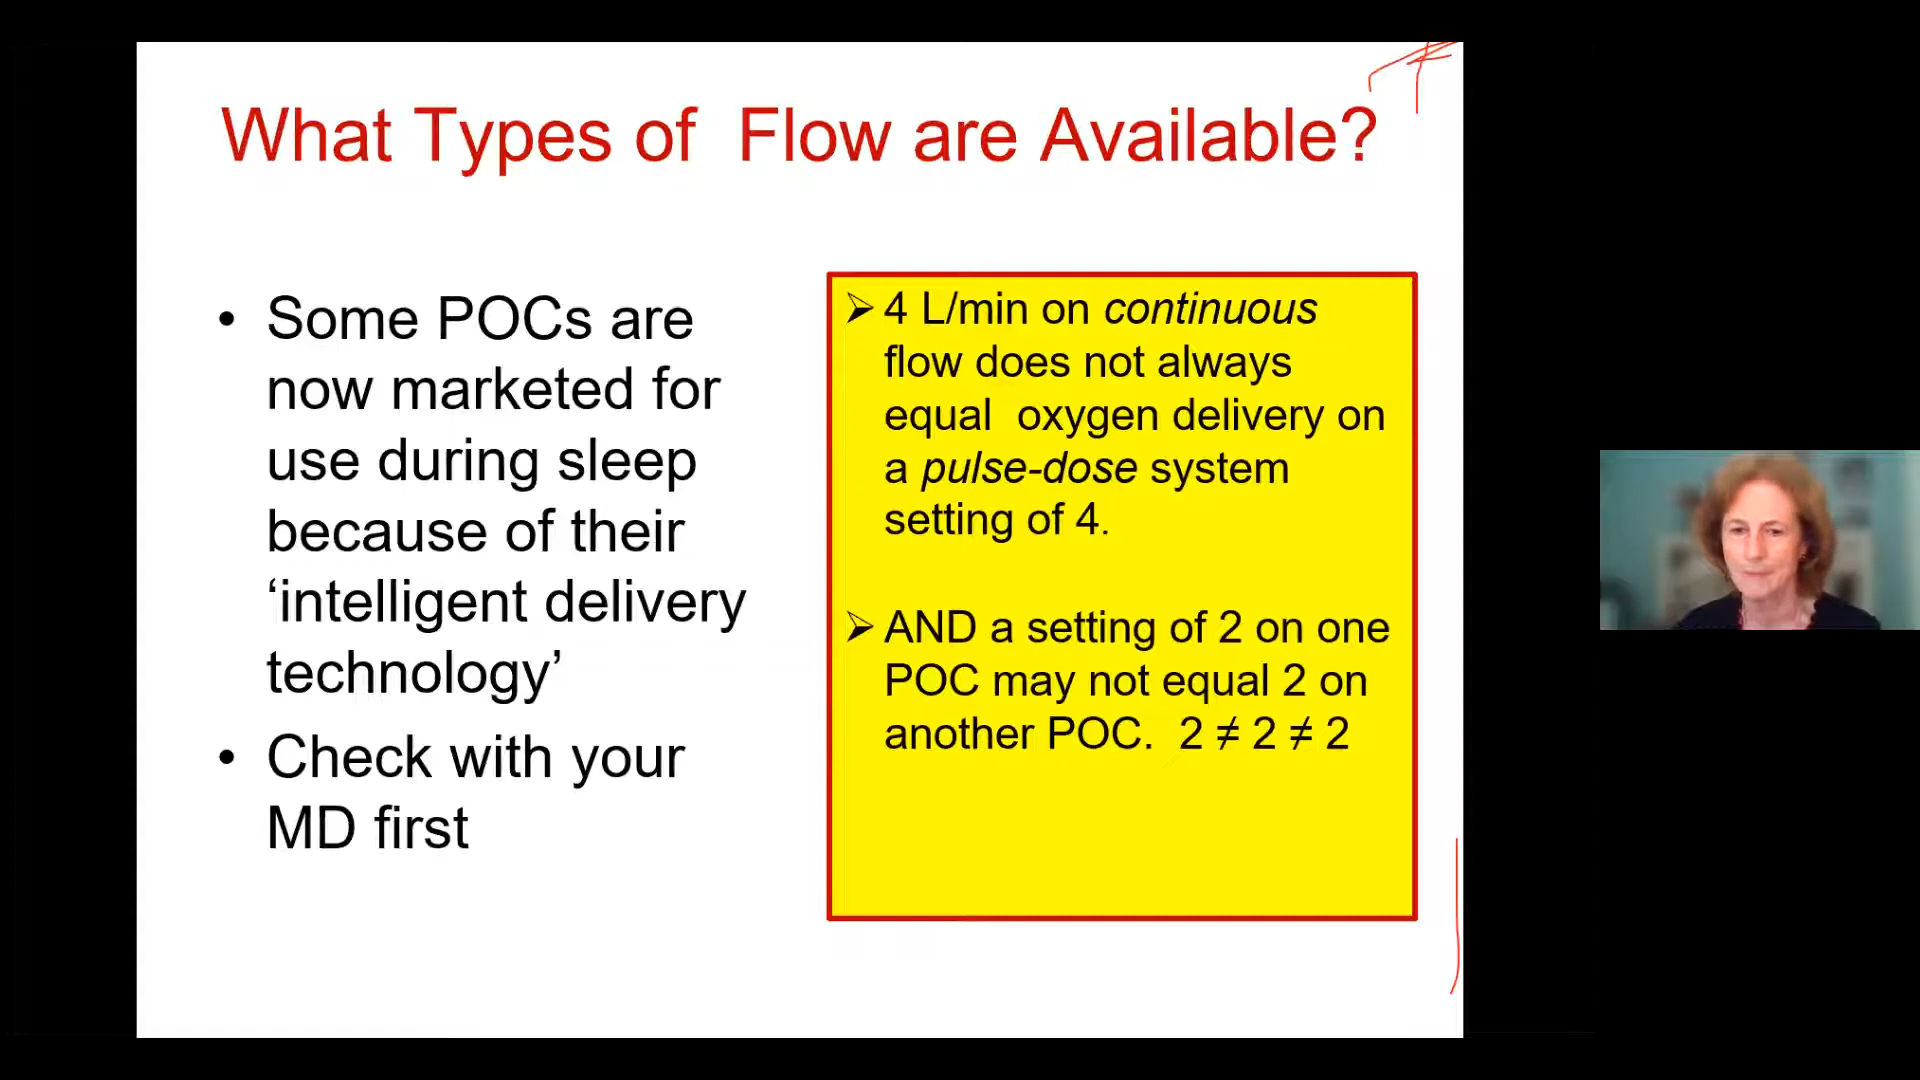 What Types of  Flow are Available?
• Some POCs are
now marketed for
use during sleep
because of their
‘intelligent delivery
technology’
• Check with your
MD first
➢ 4 L/min on continuous
flow does not always
equal  oxygen delivery on
a pulse-dose system
setting of 4.
➢ AND a setting of 2 on one
POC may not equal 2 on
another POC.  2 ≠ 2 ≠ 2